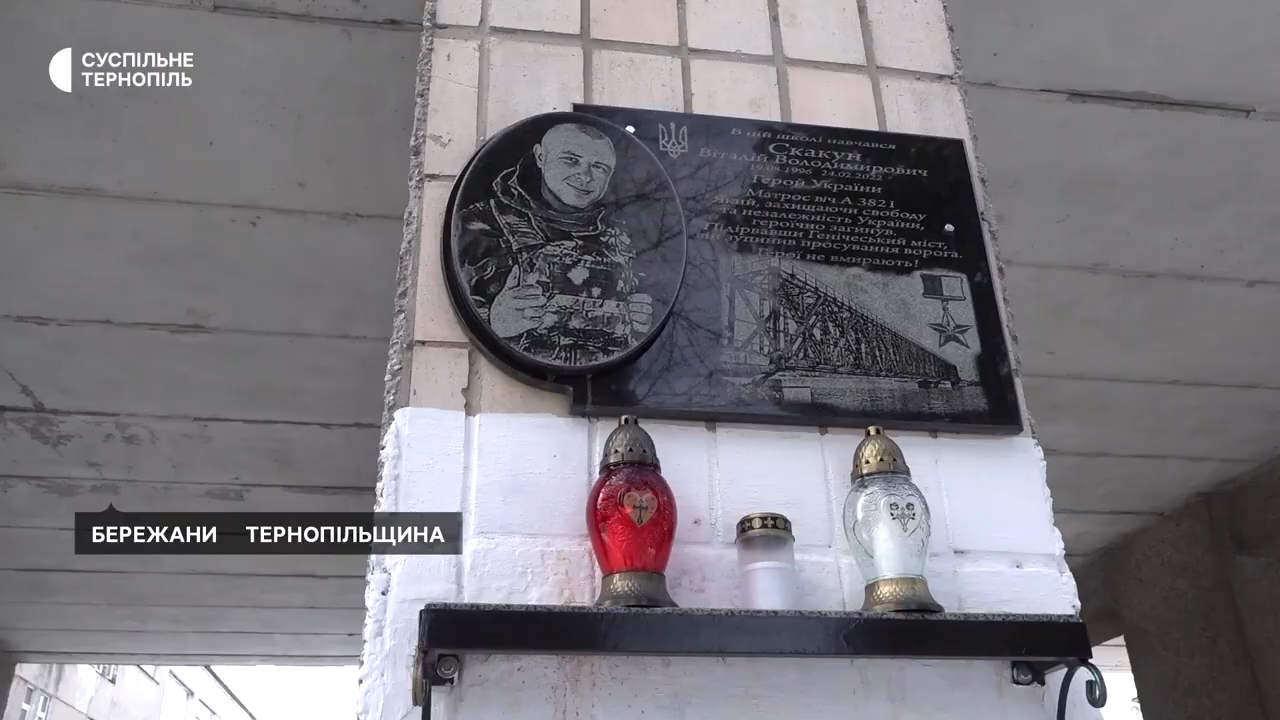 СУСПІЛЬНЕ
ТЕРНОПІЛЬ
В цій школі навчався
Скакун
Віталій Володимирович
19.08.1996 24.02.2022
Герой України
Матрос в/ч А 3821
який, захищаючи свободу
та незалежність України,
героїчно загинув.
Підірвавши Генічеський міст,
він зупинив просування ворога.
Герої не вмирають!
БЕРЕЖАНИ ТЕРНОПІЛЬЩИНА